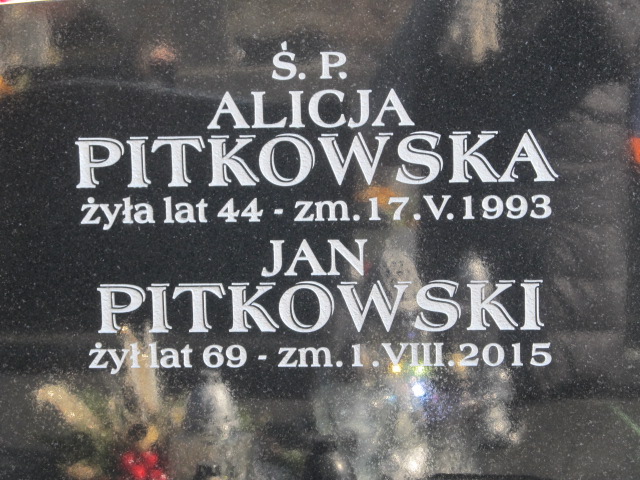 Ś. P.
ALICJA
PITKOWSKA
żyła lat 44 - zm. 17. V. 1993
JAN
PITKOWSKI
żył lat 69 - zm. 1. VIII. 2015